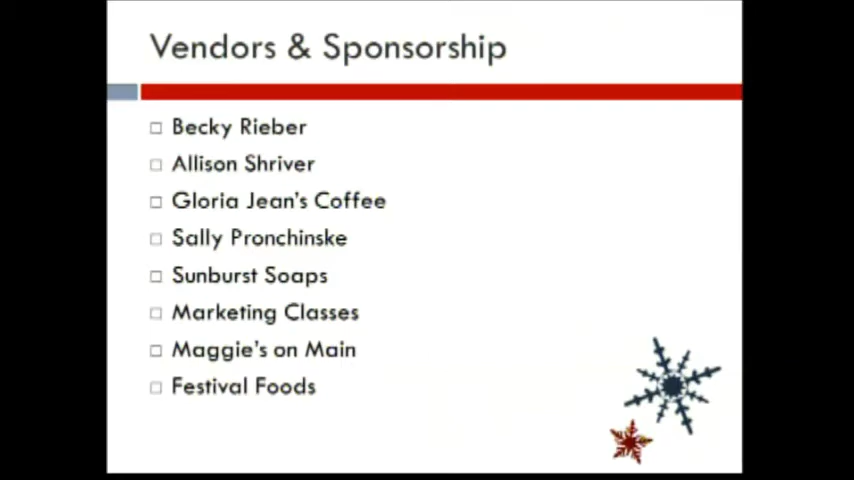 Vendors & Sponsorship
Becky Rieber
Allison Shriver
Gloria Jean's Coffee
Sally Pronchinske
Sunburst Soaps
Marketing Classes
Maggie's on Main
Festival Foods